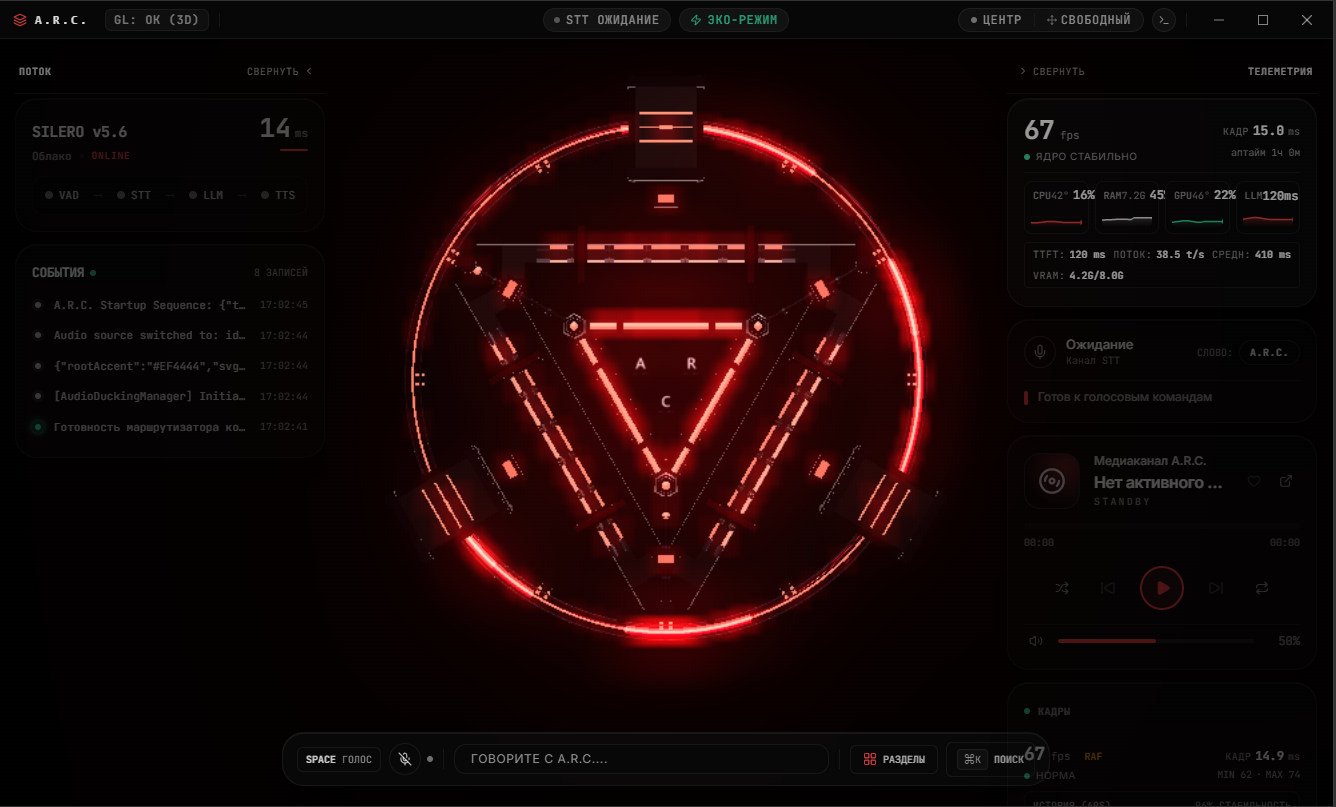 A.R.C.
GL: OK (3D)
STT ОЖИДАНИЕ
ЭКО-РЕЖИМ
ЦЕНТР
СВОБОДНЫЙ
ПОТОК
СВЕРНУТЬ
SILERO v5.6
14 ms
Облако · ONLINE
VAD → STT → LLM → TTS
СОБЫТИЯ
8 ЗАПИСЕЙ
A.R.C. Startup Sequence: {"t… 17:02:45
Audio source switched to: id… 17:02:44
{"rootAccent":"#EF4444","svg… 17:02:44
[AudioDuckingManager] Initia… 17:02:44
Готовность маршрутизатора ко… 17:02:41
A R
C
СВЕРНУТЬ
ТЕЛЕМЕТРИЯ
67 fps
КАДР 15.0 ms
ЯДРО СТАБИЛЬНО
аптайм 1ч 0м
CPU42° 16% RAM7.2G 45 GPU46° 22% LLM120ms
TTFT: 120 ms ПОТОК: 38.5 t/s СРЕДН: 410 ms
VRAM: 4.2G/8.0G
Ожидание
Канал STT
СЛОВО: A.R.C.
Готов к голосовым командам
Медиаканал A.R.C.
Нет активного ...
STANDBY
00:00 00:00
50%
КАДРЫ
67 fps RAF
КАДР 14.9 ms
НОРМА
MIN 62 · MAX 74
ИСТОРИЯ (FPS)
SPACE ГОЛОС
ГОВОРИТЕ С A.R.C....
РАЗДЕЛЫ
⌘K ПОИСК